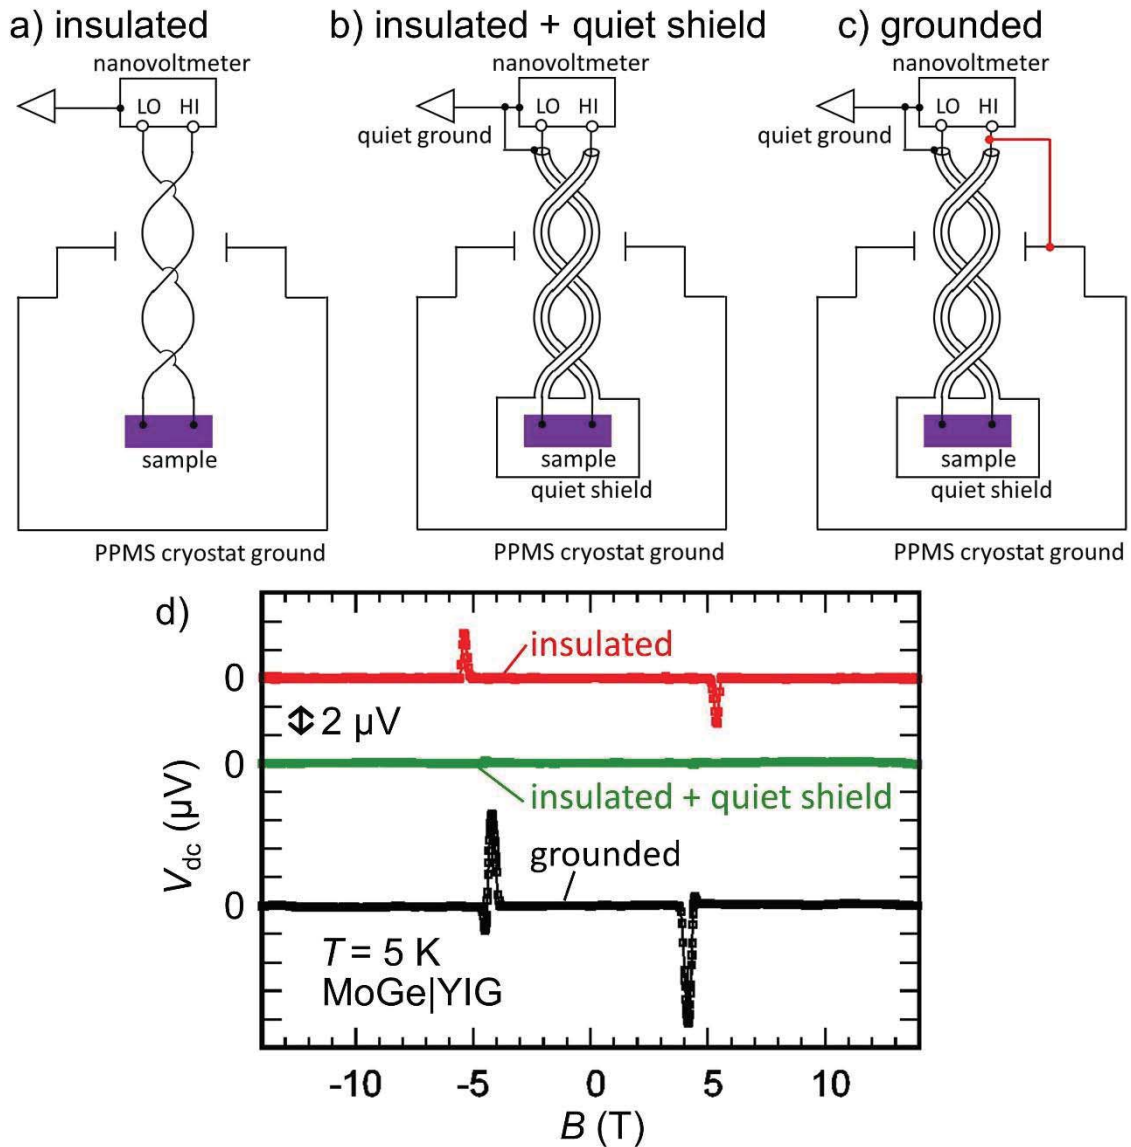 a) insulated
nanovoltmeter
LO HI
sample
PPMS cryostat ground
b) insulated + quiet shield
nanovoltmeter
LO HI
quiet ground
sample
quiet shield
PPMS cryostat ground
c) grounded
nanovoltmeter
LO HI
quiet ground
sample
quiet shield
PPMS cryostat ground
d)
insulated
0
2 µV
0
insulated + quiet shield
grounded
0
T = 5 K
MoGe|YIG
Vdc (µV)
-10 -5 0 5 10
B (T)